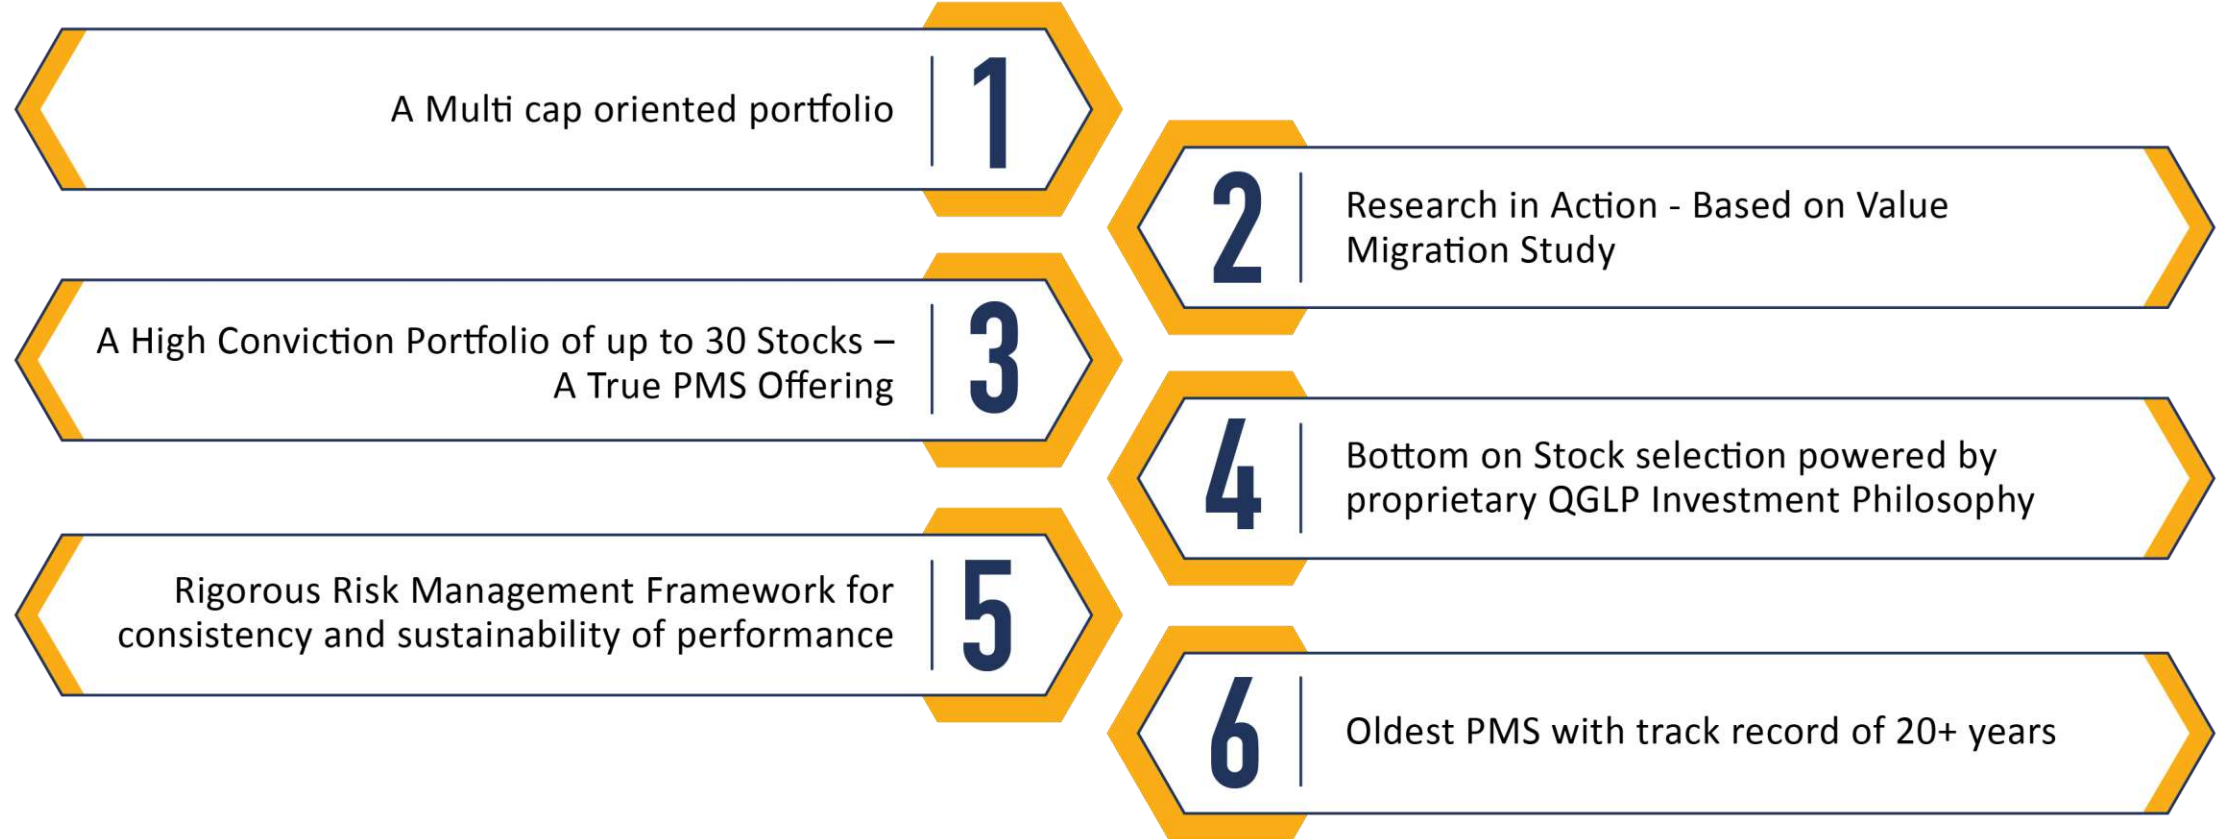 A Multi cap oriented portfolio
1
2
Research in Action - Based on Value
Migration Study
A High Conviction Portfolio of up to 30 Stocks –
A True PMS Offering
3
4
Bottom on Stock selection powered by
proprietary QGLP Investment Philosophy
Rigorous Risk Management Framework for
consistency and sustainability of performance
5
6
Oldest PMS with track record of 20+ years